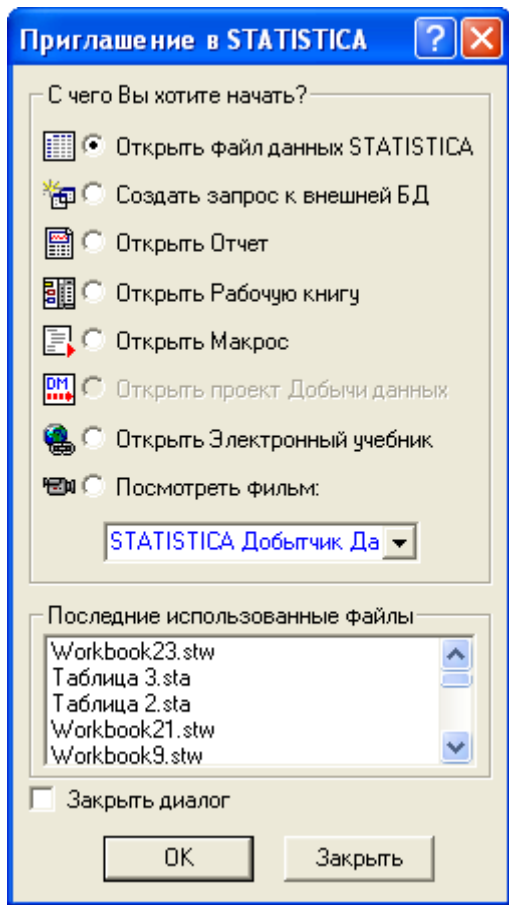 Приглашение в STATISTICA
С чего Вы хотите начать?
Открыть файл данных STATISTICA
Создать запрос к внешней БД
Открыть Отчет
Открыть Рабочую книгу
Открыть Макрос
DM Открыть проект Добычи данных
Открыть Электронный учебник
Посмотреть фильм:
STATISTICA Добытчик Да
Последние использованные файлы
Workbook23.stw
Таблица 3.sta
Таблица 2.sta
Workbook21.stw
Workbook9.stw
Закрыть диалог
OK Закрыть